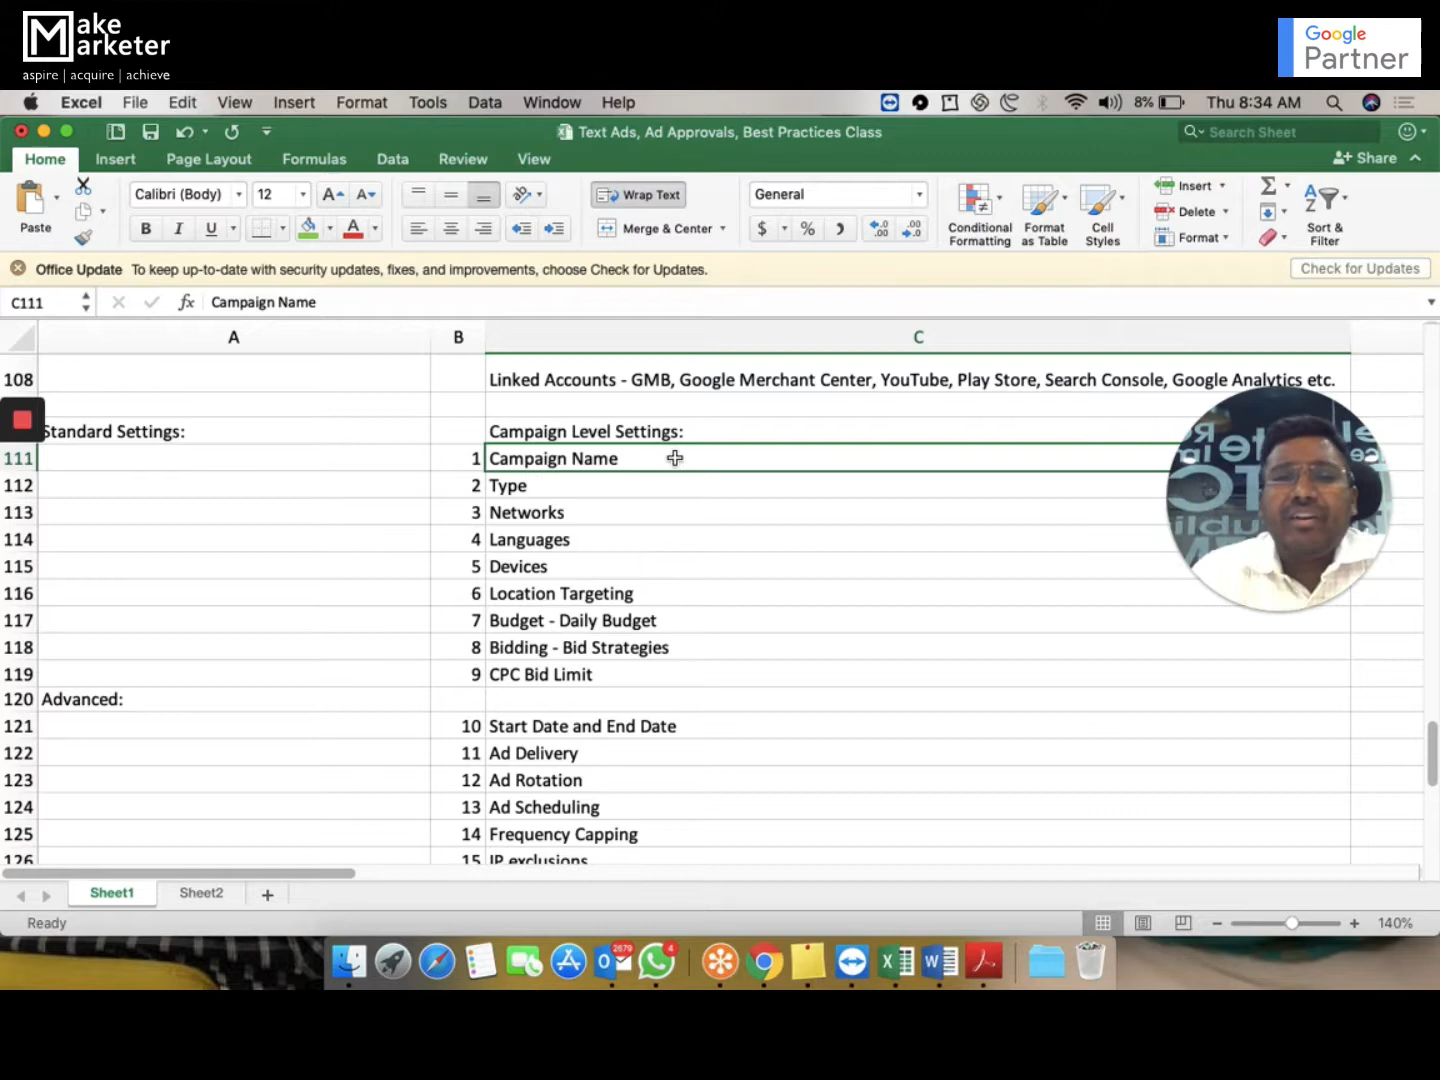 Make
Marketer
aspire | acquire | achieve
Google
Partner
Excel File Edit View Insert Format Tools Data Window Help
8% Thu 8:34 AM
Text Ads, Ad Approvals, Best Practices Class
Search Sheet
Home Insert Page Layout Formulas Data Review View
Share
Paste
Calibri (Body) 12
B I U
Wrap Text
Merge & Center
General
$ % )
Conditional Formatting
Format as Table
Cell Styles
Insert
Delete
Format
Sort & Filter
Office Update To keep up-to-date with security updates, fixes, and improvements, choose Check for Updates.
Check for Updates
C111 fx Campaign Name
A B C
108 Linked Accounts - GMB, Google Merchant Center, YouTube, Play Store, Search Console, Google Analytics etc.
Standard Settings: Campaign Level Settings:
111 1 Campaign Name
112 2 Type
113 3 Networks
114 4 Languages
115 5 Devices
116 6 Location Targeting
117 7 Budget - Daily Budget
118 8 Bidding - Bid Strategies
119 9 CPC Bid Limit
120 Advanced:
121 10 Start Date and End Date
122 11 Ad Delivery
123 12 Ad Rotation
124 13 Ad Scheduling
125 14 Frequency Capping
126 15 IP exclusions
Sheet1 Sheet2 +
Ready
140%
2679
4